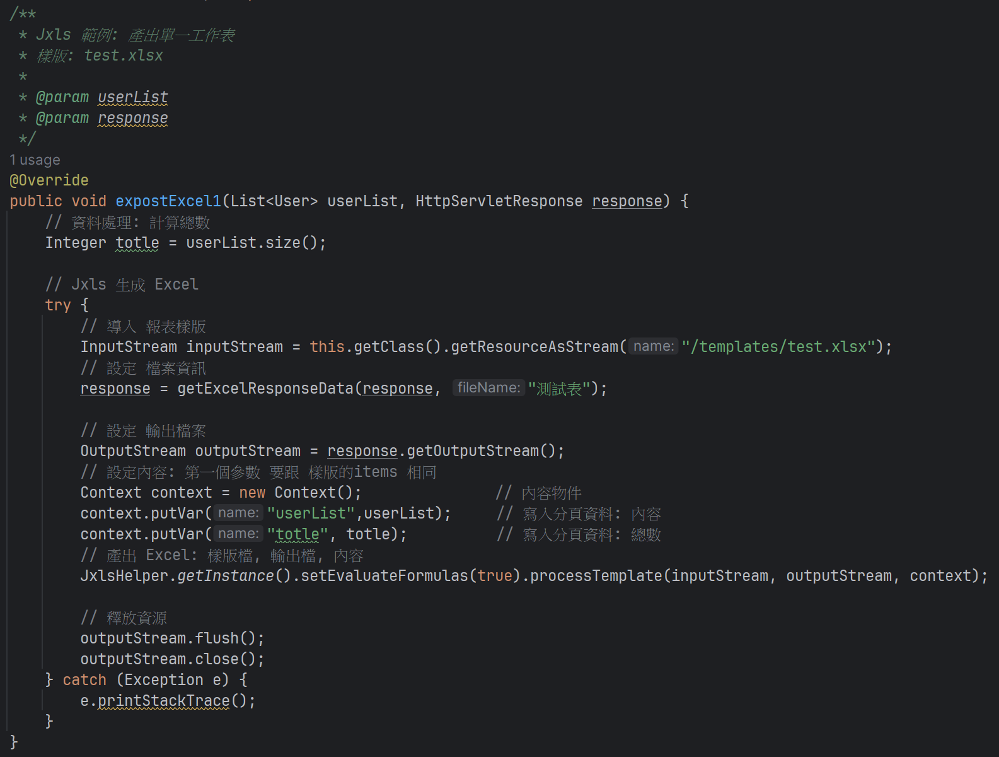 /**
 * Jxls 範例: 產出單一工作表
 * 樣版: test.xlsx
 *
 * @param userList
 * @param response
 */
1 usage
@Override
public void expostExcel1(List<User> userList, HttpServletResponse response) {
    // 資料處理: 計算總數
    Integer totle = userList.size();

    // Jxls 生成 Excel
    try {
        // 導入 報表樣版
        InputStream inputStream = this.getClass().getResourceAsStream( name: "/templates/test.xlsx");
        // 設定 檔案資訊
        response = getExcelResponseData(response, fileName: "測試表");

        // 設定 輸出檔案
        OutputStream outputStream = response.getOutputStream();
        // 設定內容: 第一個參數 要跟 樣版的items 相同
        Context context = new Context();               // 內容物件
        context.putVar( name: "userList",userList);     // 寫入分頁資料: 內容
        context.putVar( name: "totle", totle);          // 寫入分頁資料: 總數
        // 產出 Excel: 樣版檔, 輸出檔, 內容
        JxlsHelper.getInstance().setEvaluateFormulas(true).processTemplate(inputStream, outputStream, context);

        // 釋放資源
        outputStream.flush();
        outputStream.close();
    } catch (Exception e) {
        e.printStackTrace();
    }
}